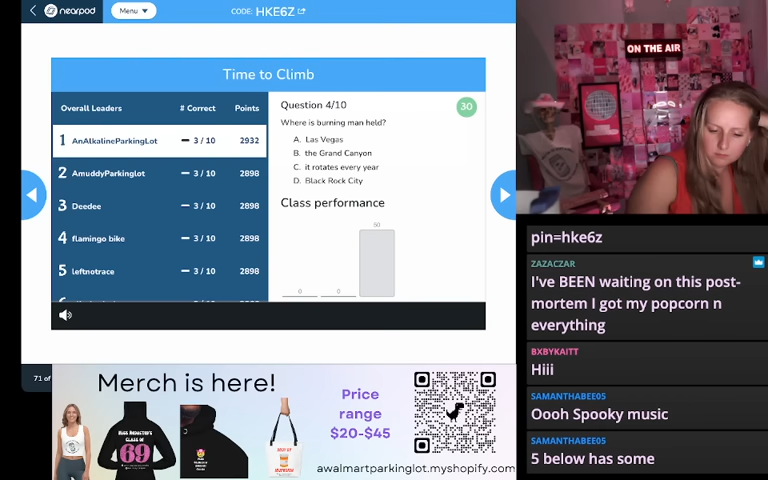 nearpod
Menu
CODE: HKE6Z
Time to Climb
Overall Leaders # Correct Points
1 AnAlkalineParkingLot 3 / 10 2932
2 AmuddyParkinglot 3 / 10 2898
3 Deedee 3 / 10 2898
4 flamingo bike 3 / 10 2898
5 leftnotrace 3 / 10 2898
Question 4/10
30
Where is burning man held?
A. Las Vegas
B. the Grand Canyon
C. it rotates every year
D. Black Rock City
Class performance
0 0
71 of
Merch is here!
CLASS OF
69
Price
range
$20-$45
awalmartparkinglot.myshopify.com
ON THE AIR
pin=hke6z
ZAZACZAR
I've BEEN waiting on this post-
mortem I got my popcorn n
everything
BXBYKAITT
Hiii
SAMANTHABEE05
Oooh Spooky music
SAMANTHABEE05
5 below has some